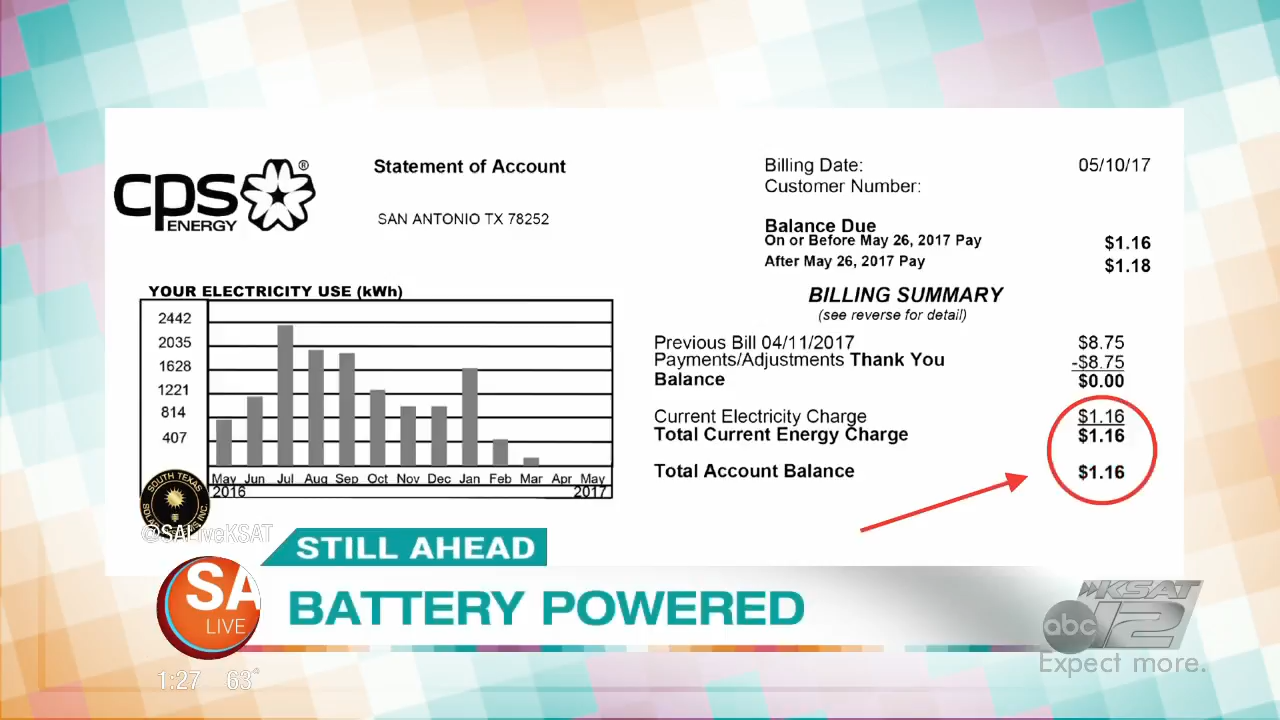 cps
ENERGY
®
Statement of Account
SAN ANTONIO TX 78252
Billing Date: 05/10/17
Customer Number:
Balance Due
On or Before May 26, 2017 Pay $1.16
After May 26, 2017 Pay $1.18
YOUR ELECTRICITY USE (kWh)
2442
2035
1628
1221
814
407
May Jun Jul Aug Sep Oct Nov Dec Jan Feb Mar Apr May
2016 2017
BILLING SUMMARY
(see reverse for detail)
Previous Bill 04/11/2017 $8.75
Payments/Adjustments Thank You -$8.75
Balance $0.00
Current Electricity Charge $1.16
Total Current Energy Charge $1.16
Total Account Balance $1.16
SOUTH TEXAS
@SALiveKSAT
STILL AHEAD
SA
LIVE
BATTERY POWERED
KSAT
abc 12
Expect more.
1:27 63°